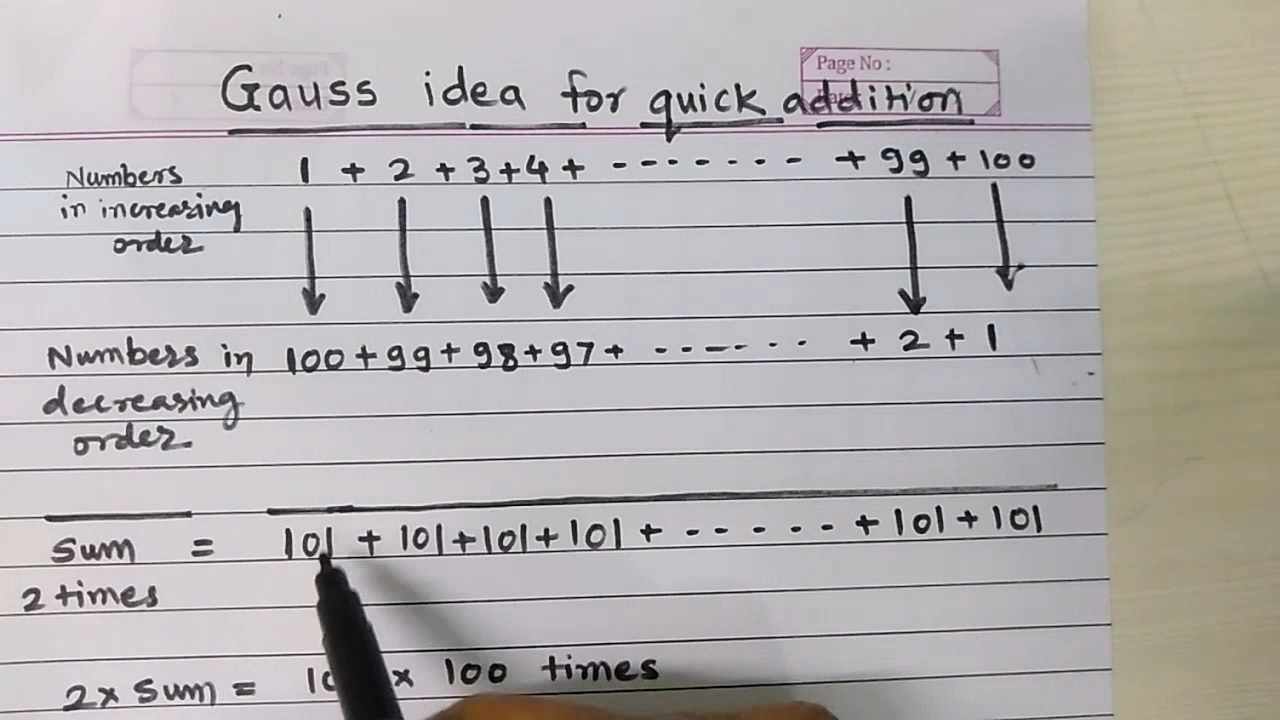 Page No :
Gauss idea for quick addition
Numbers in increasing order 1 + 2 + 3 + 4 + - - - - - - - - + 99 + 100
Numbers in decreasing order. 100 + 99 + 98 + 97 + - - - - - - - + 2 + 1
Sum 2 times = 101 + 101 + 101 + 101 + - - - - - + 101 + 101
2 x Sum = x 100 times